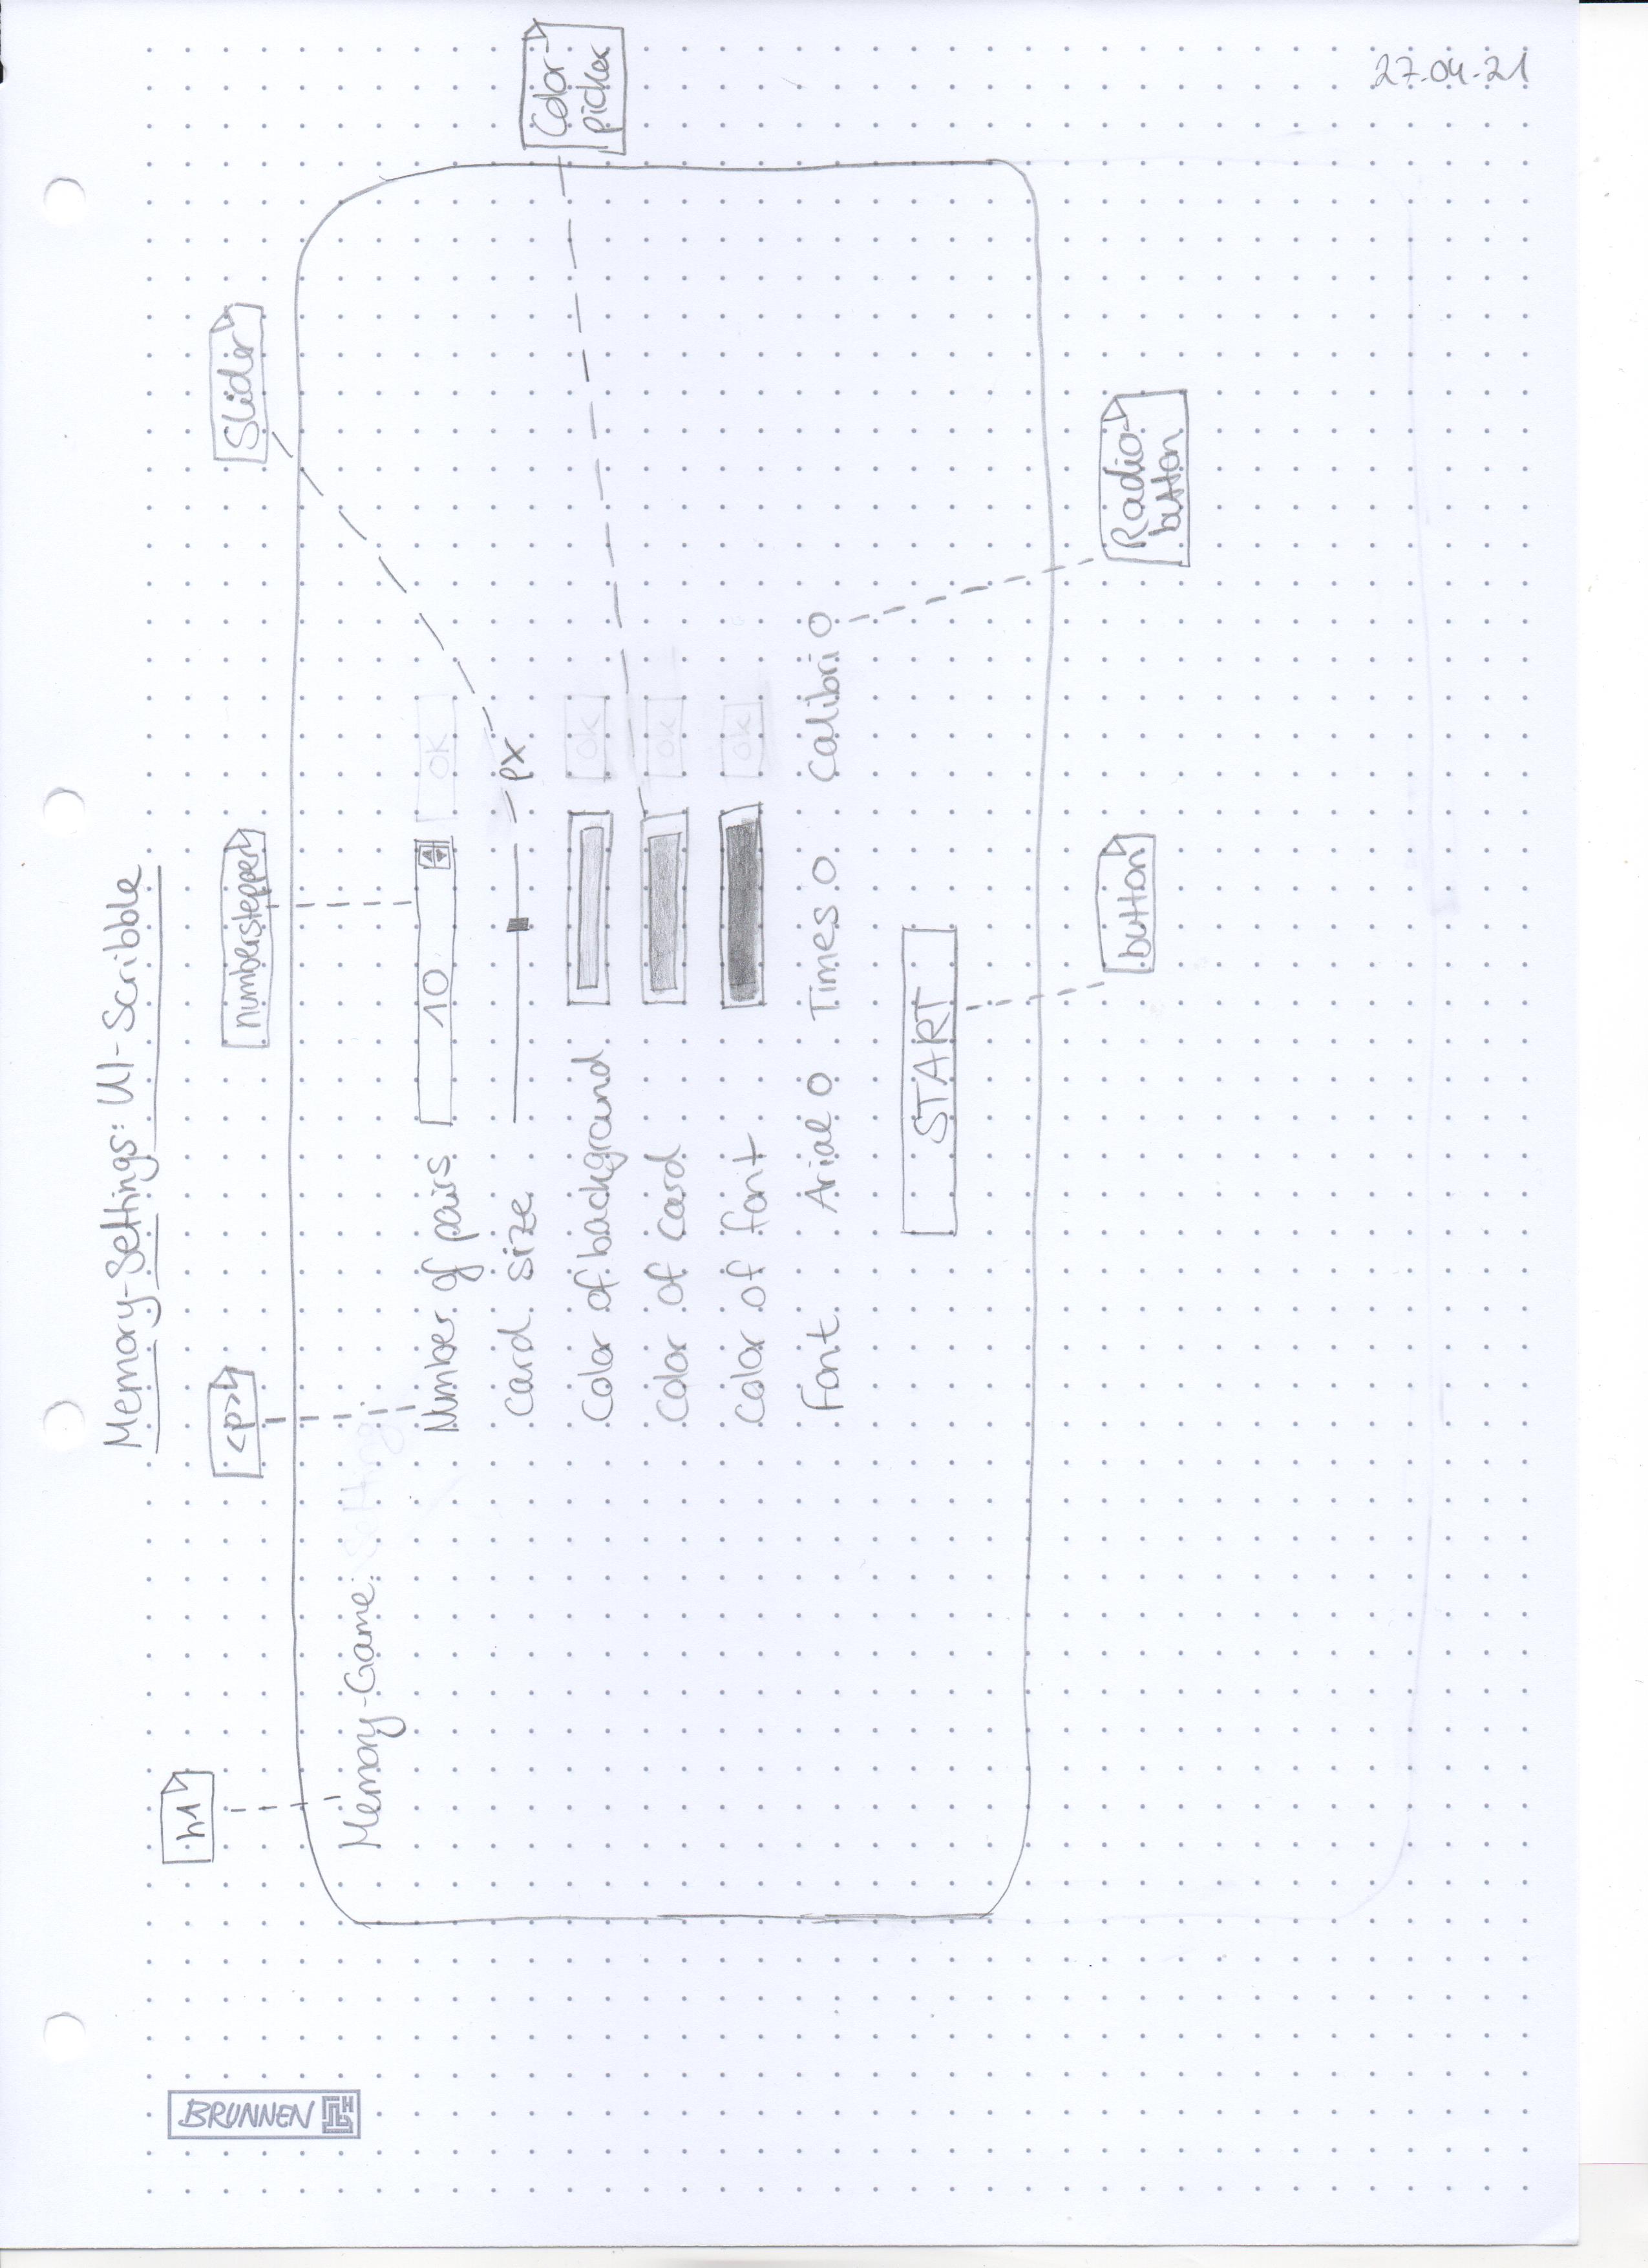 27.04.21
Memory-Settings: UI-Scribble
h1
<p>
numberstepper
Slider
Color-
picker
Memory-Game: Setting
Number of pairs 10 OK
Card size px
Color of background OK
Color of Card OK
Color of font OK
Font Arial Times Calibri
START
button
Radio-
button
BRUNNEN